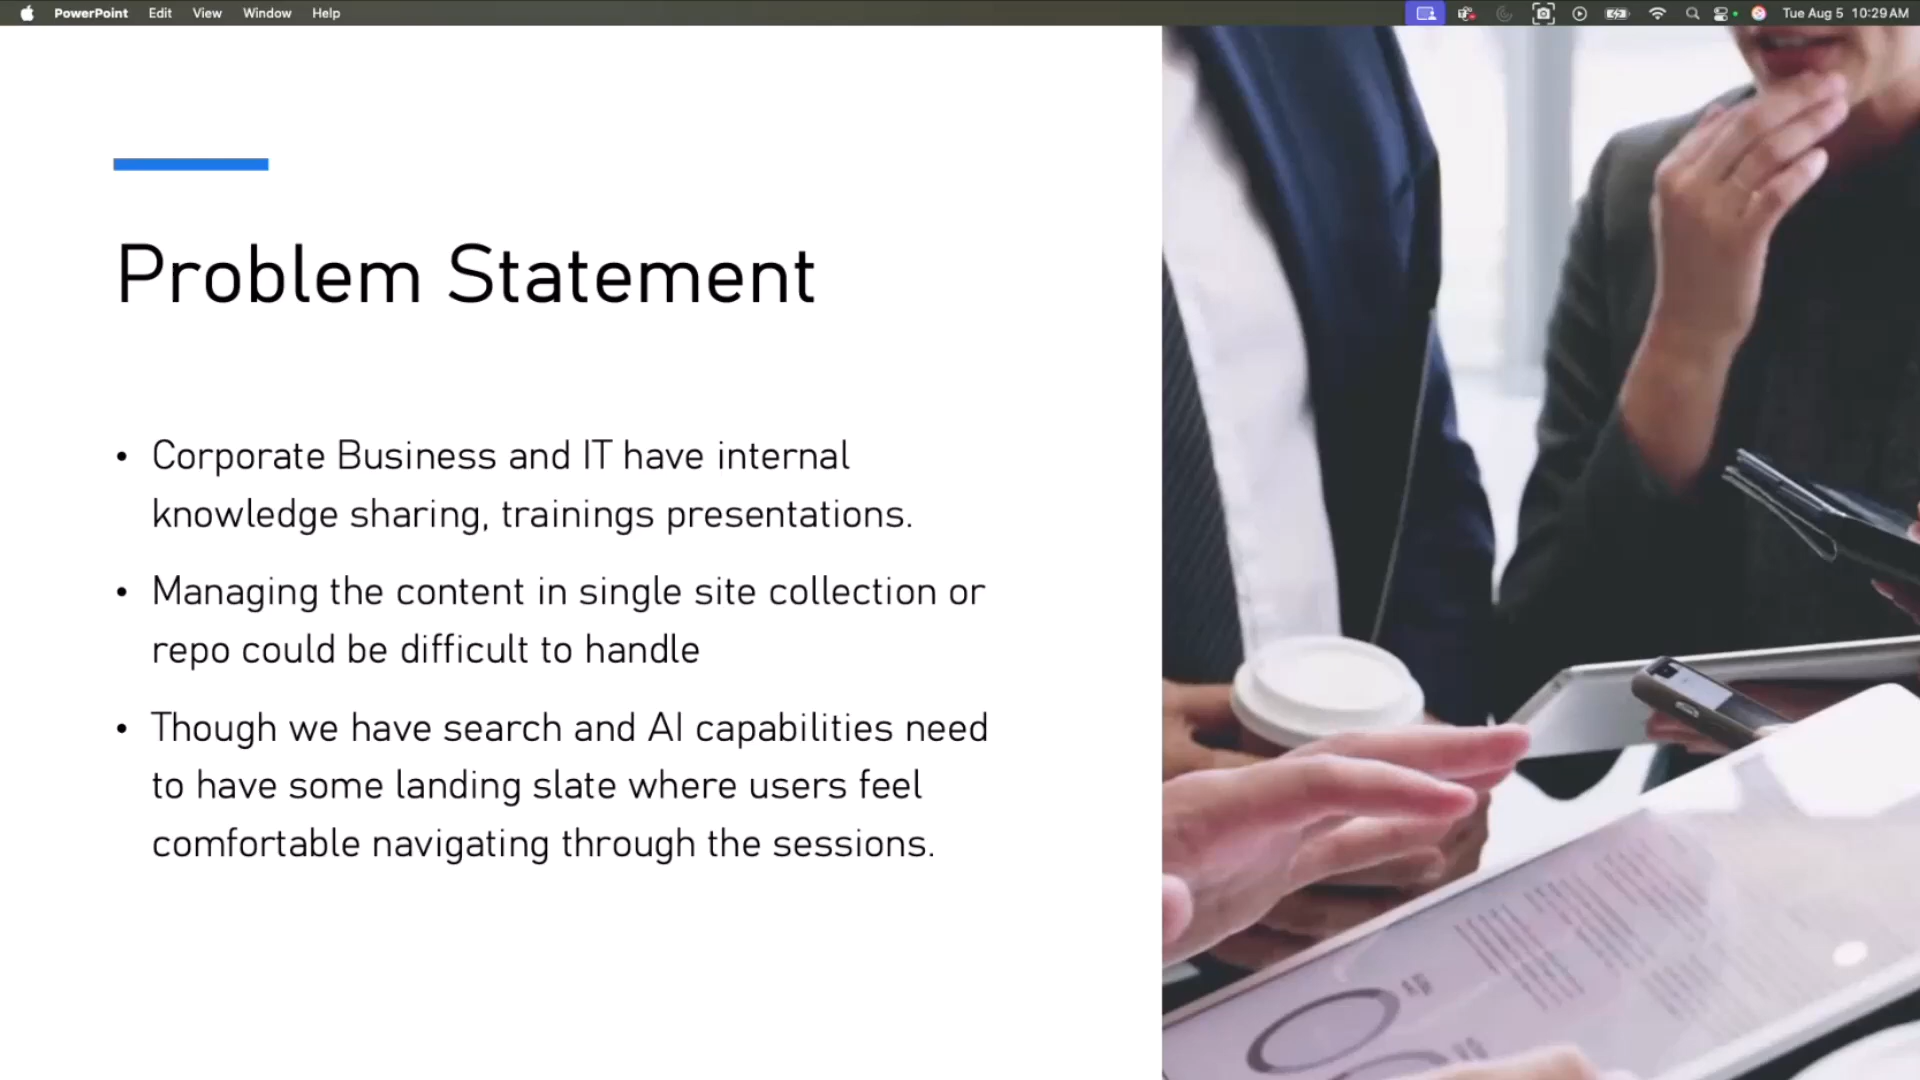 PowerPoint Edit View Window Help Tue Aug 5 10:29 AM
Problem Statement
• Corporate Business and IT have internal
knowledge sharing, trainings presentations.
• Managing the content in single site collection or
repo could be difficult to handle
• Though we have search and AI capabilities need
to have some landing slate where users feel
comfortable navigating through the sessions.